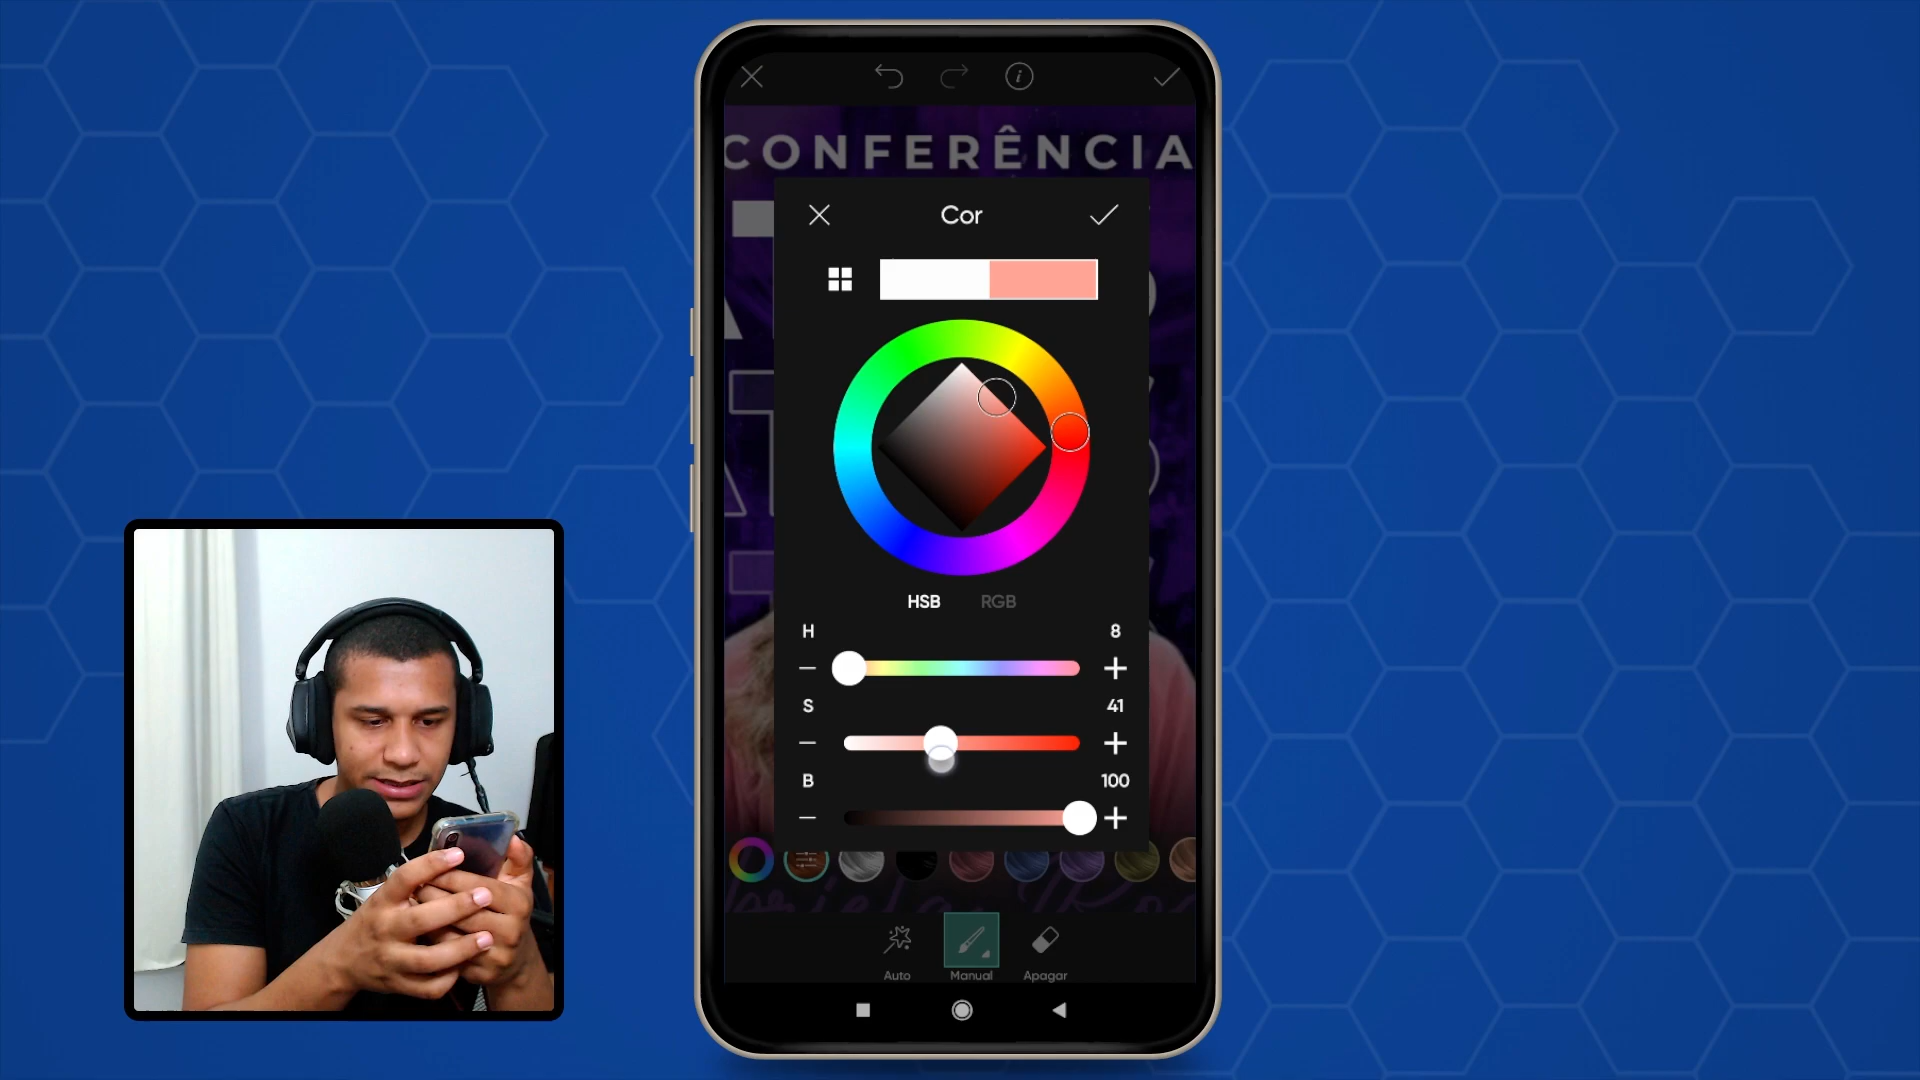 CONFERÊNCIA
Cor
HSB RGB
H 8
S 41
B 100
Auto Manual Apagar